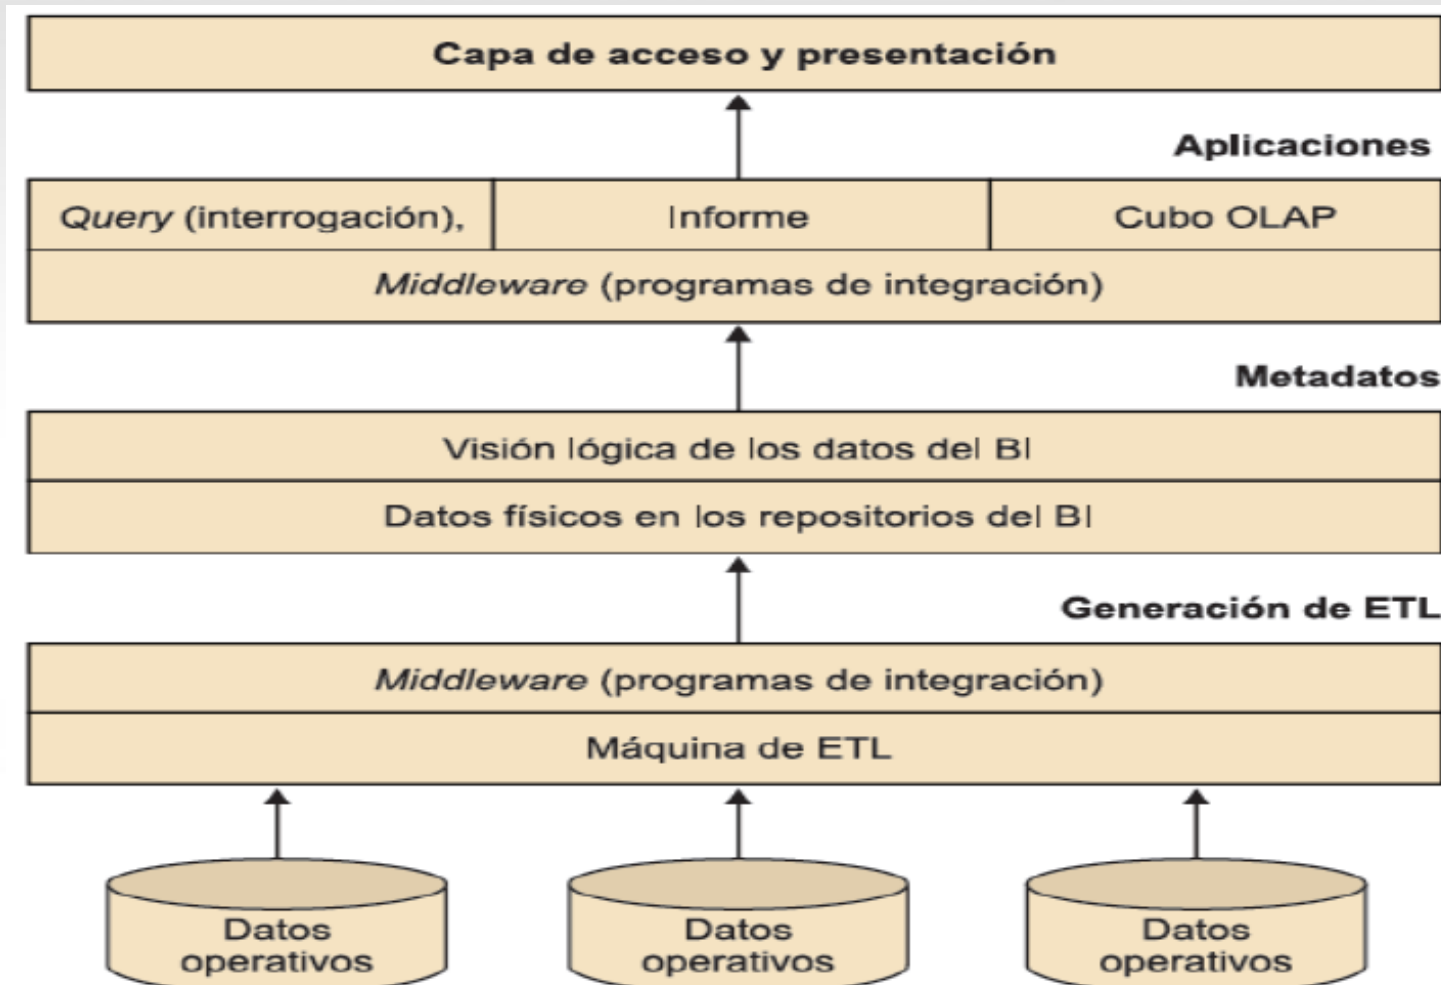 Capa de acceso y presentación
Aplicaciones
Query (interrogación),
Informe
Cubo OLAP
Middleware (programas de integración)
Metadatos
Visión lógica de los datos del BI
Datos físicos en los repositorios del BI
Generación de ETL
Middleware (programas de integración)
Máquina de ETL
Datos
operativos
Datos
operativos
Datos
operativos